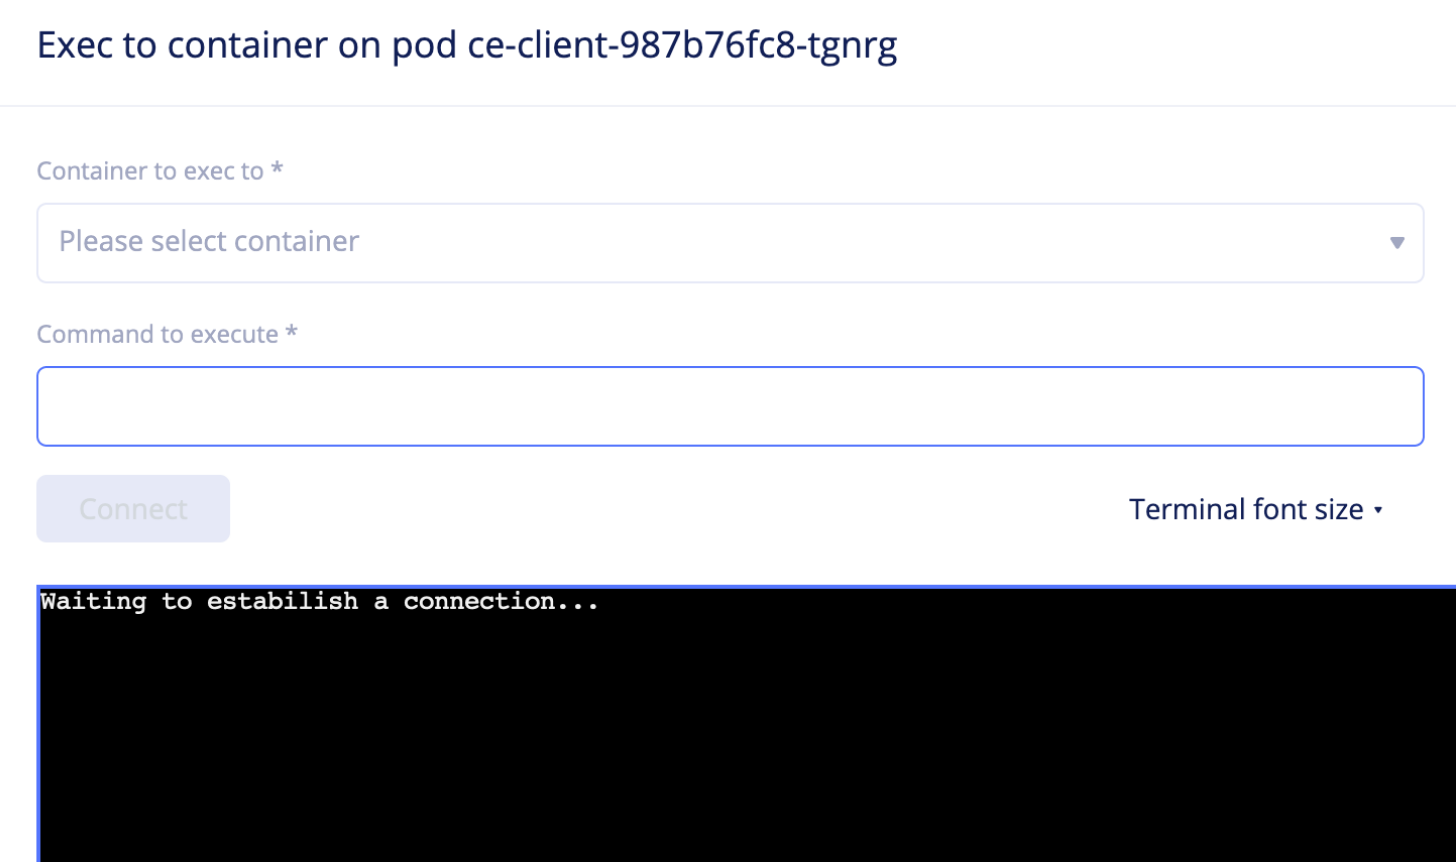 Exec to container on pod ce-client-987b76fc8-tgnrg
Container to exec to *
Please select container
Command to execute *
Connect
Terminal font size
Waiting to estabilish a connection...